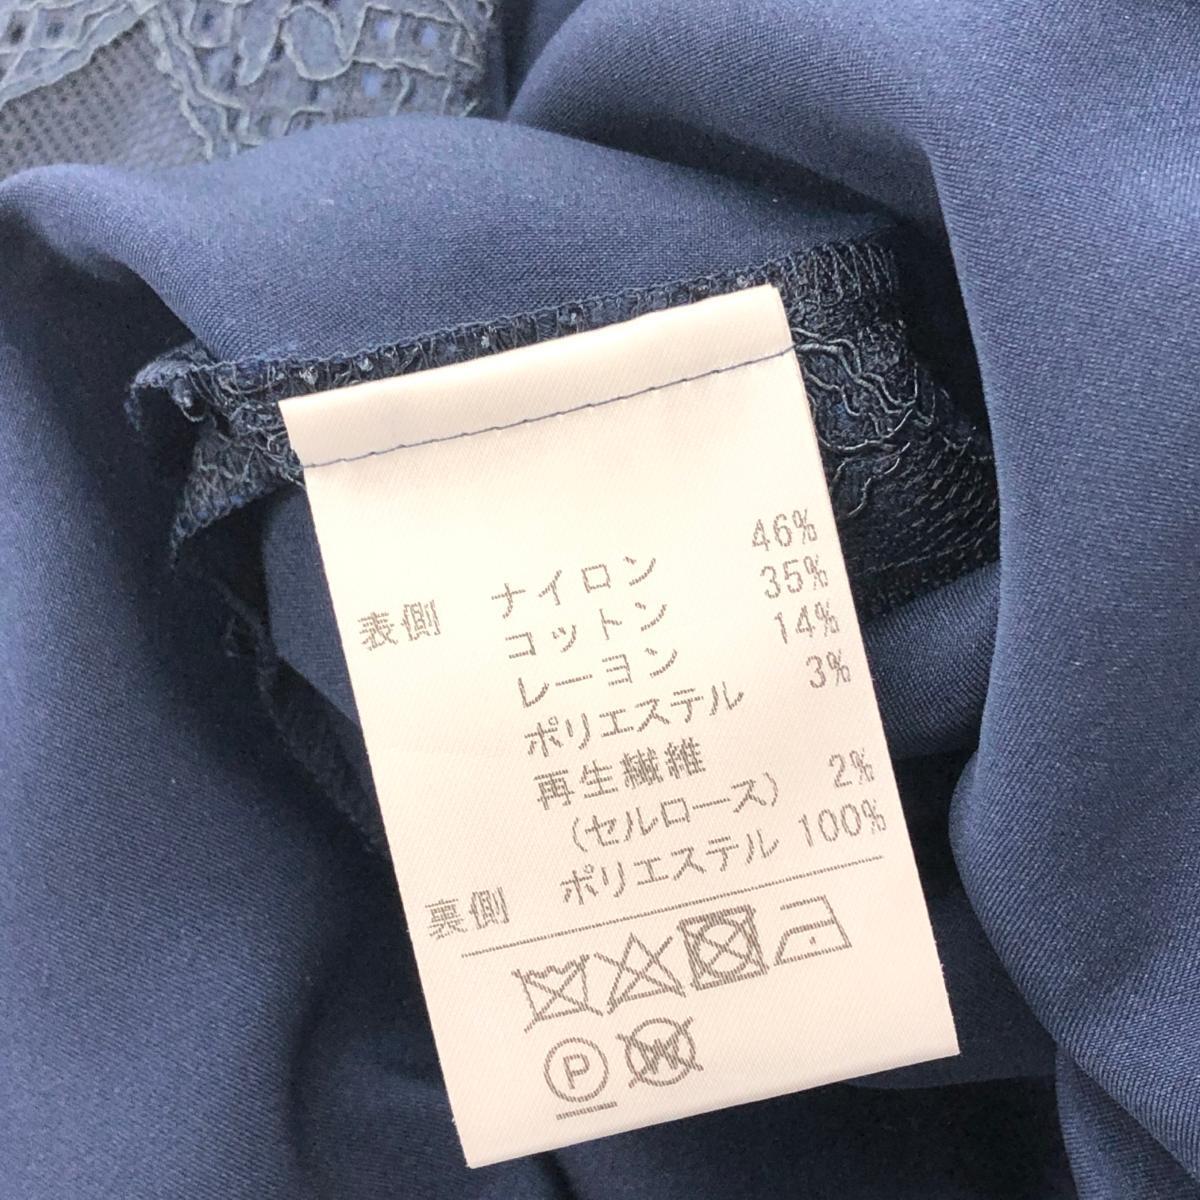 表側 ナイロン 46%
コットン 35%
レーヨン 14%
ポリエステル 3%
再生繊維
(セルロース) 2%
裏側 ポリエステル 100%
P
W